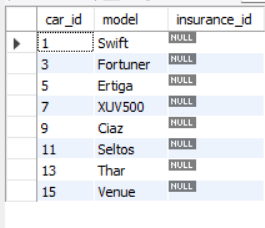 car_id model insurance_id
1 Swift NULL
3 Fortuner NULL
5 Ertiga NULL
7 XUV500 NULL
9 Ciaz NULL
11 Seltos NULL
13 Thar NULL
15 Venue NULL